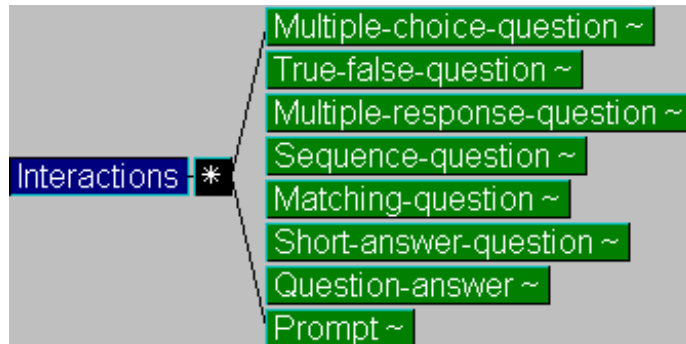 Multiple-choice-question ~
True-false-question ~
Multiple-response-question ~
Sequence-question ~
Interactions *
Matching-question ~
Short-answer-question ~
Question-answer ~
Prompt ~